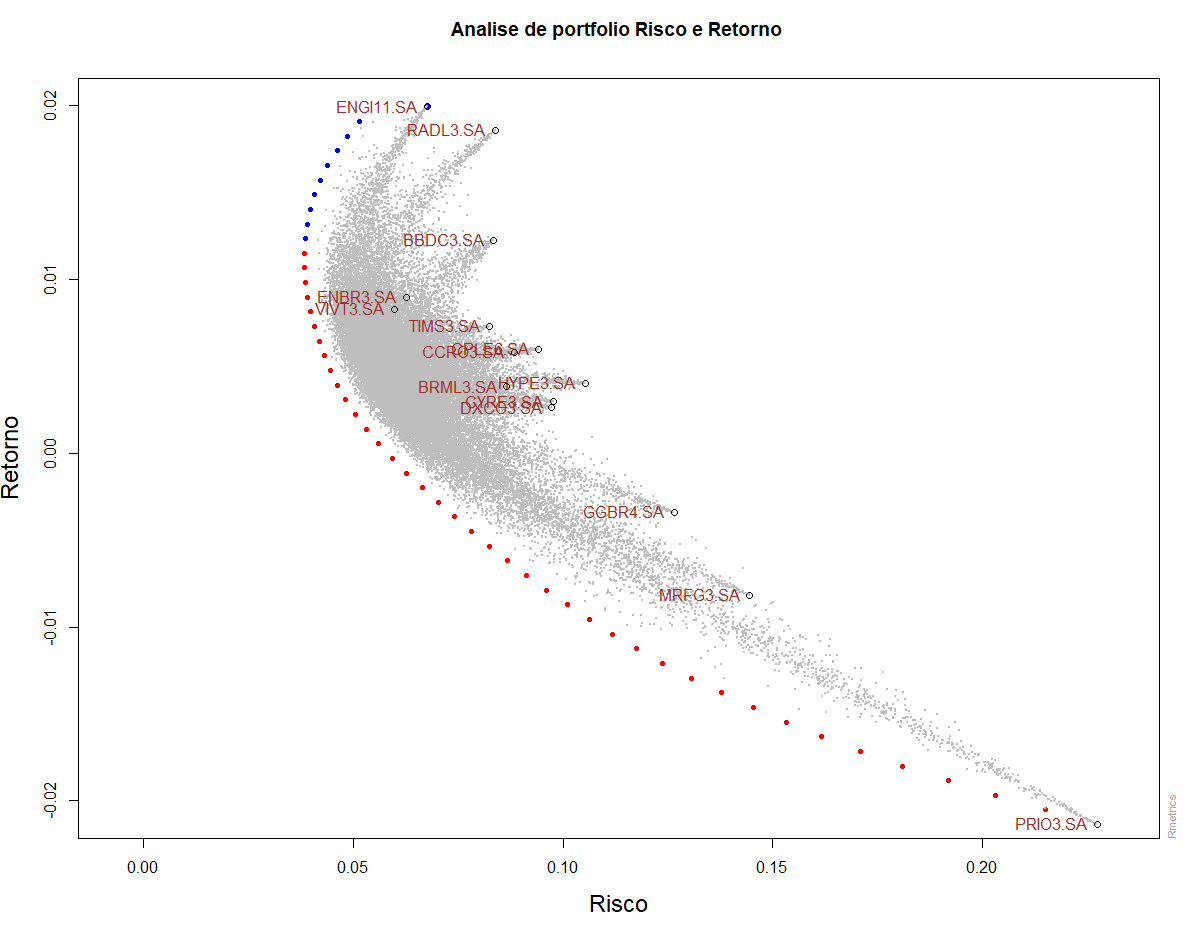 Analise de portfolio Risco e Retorno
0.02
ENGI11.SA
RADL3.SA
BBDC3.SA
0.01
ENBR3.SA
VIVT3.SA
TIMS3.SA
CPLE6.SA
CCRO3.SA
HYPE3.SA
BRML3.SA
CYRE3.SA
DXCO3.SA
Retorno
0.00
GGBR4.SA
MRFG3.SA
-0.01
-0.02
PRIO3.SA
Rmetrics
0.00 0.05 0.10 0.15 0.20
Risco